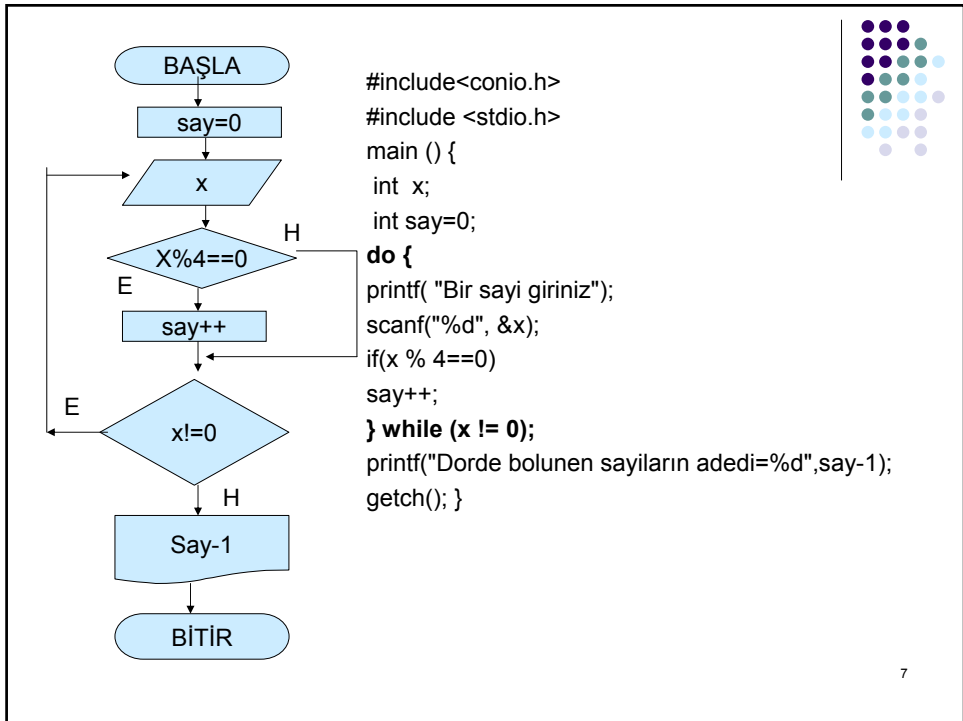 BAŞLA
say=0
x
H
X%4==0
E
say++
E
x!=0
H
Say-1
BİTİR
#include<conio.h>
#include <stdio.h>
main () {
int x;
int say=0;
do {
printf( "Bir sayi giriniz");
scanf("%d", &x);
if(x % 4==0)
say++;
} while (x != 0);
printf("Dorde bolunen sayiların adedi=%d",say-1);
getch(); }
7